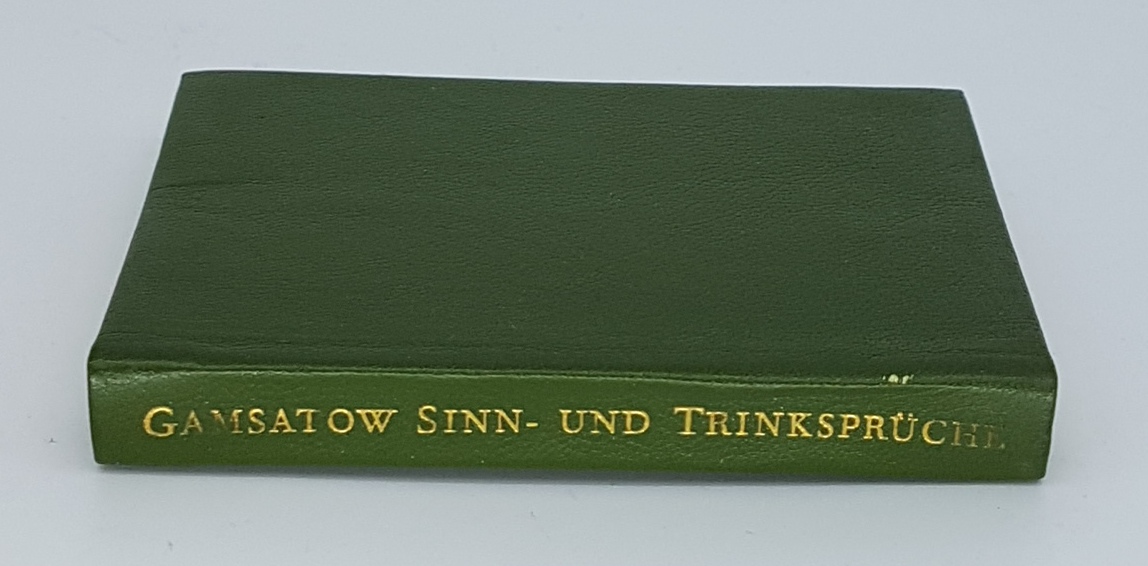 GAMSATOW SINN- UND TRINKSPRÜCHE